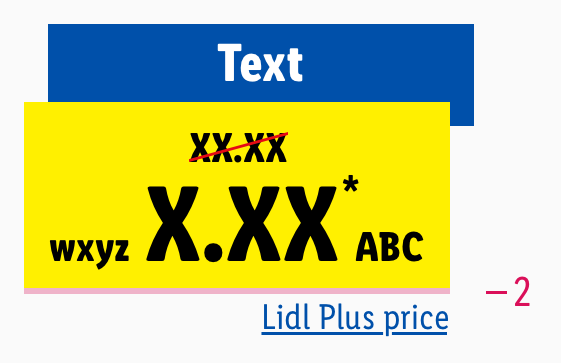 Text
XX.XX
wxyz X.XX* ABC
– 2
Lidl Plus price